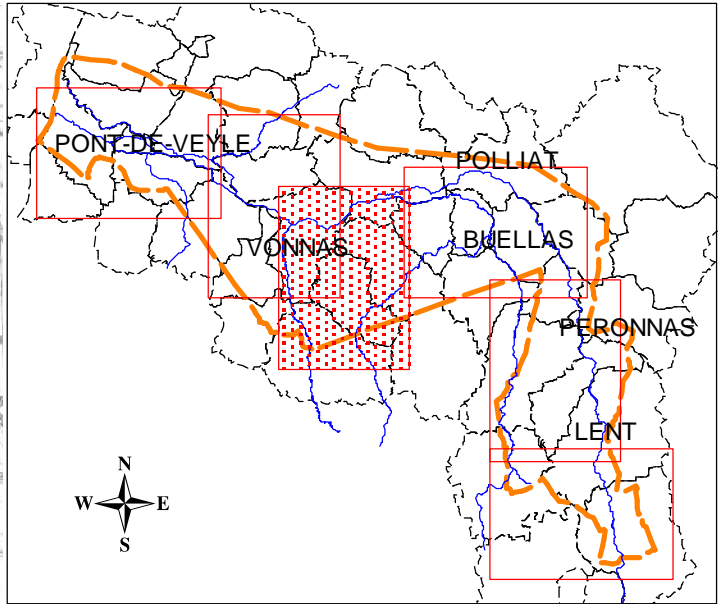 PONT-DE-VEYLE
POLLIAT
VONNAS
BUELLAS
PERONNAS
LENT
N
W E
S